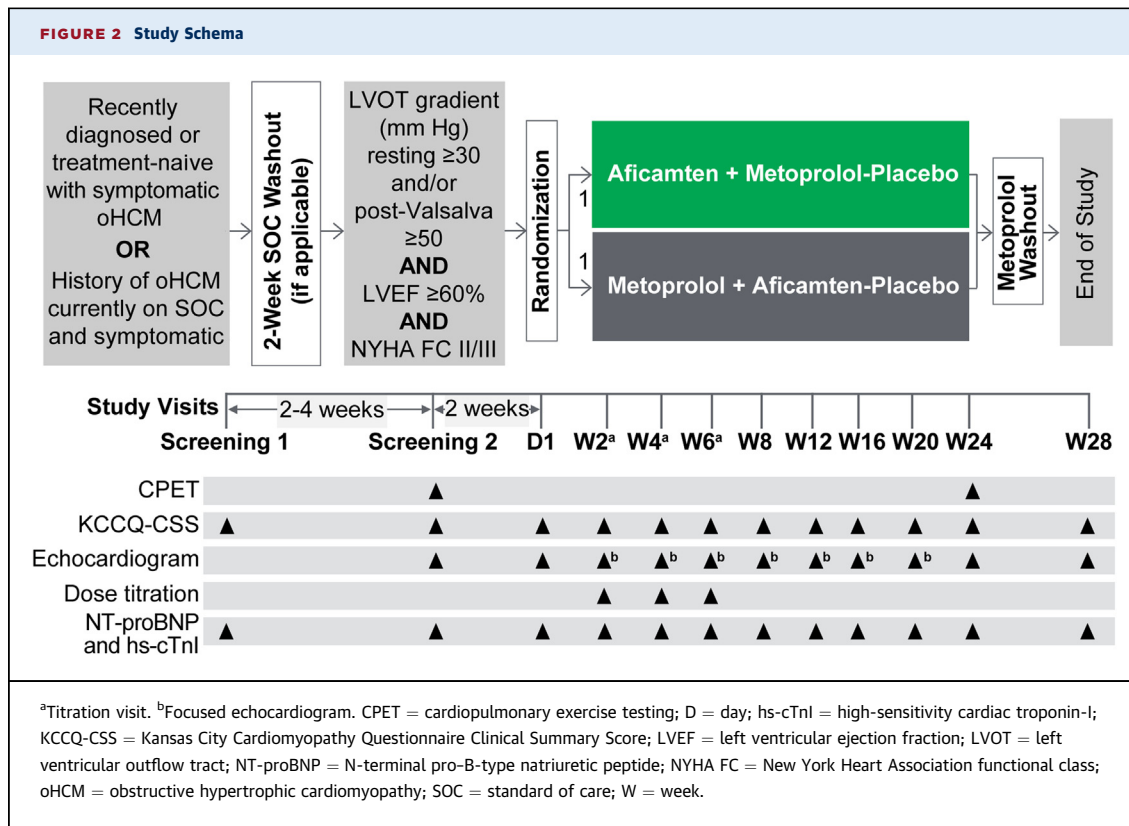 FIGURE 2 Study Schema
Recently
diagnosed or
treatment-naive
with symptomatic
oHCM
OR
History of oHCM
currently on SOC
and symptomatic
2-Week SOC Washout
(if applicable)
LVOT gradient
(mm Hg)
resting ≥30
and/or
post-Valsalva
≥50
AND
LVEF ≥60%
AND
NYHA FC II/III
Randomization
1
1
Aficamten + Metoprolol-Placebo
Metoprolol + Aficamten-Placebo
Metoprolol
Washout
End of Study
Study Visits 2-4 weeks 2 weeks
Screening 1 Screening 2 D1 W2ª W4ª W6ª W8 W12 W16 W20 W24 W28
CPET ▲ ▲
KCCQ-CSS ▲ ▲ ▲ ▲ ▲ ▲ ▲ ▲ ▲ ▲ ▲ ▲
Echocardiogram ▲ ▲ ▲b ▲b ▲b ▲b ▲b ▲b ▲b ▲ ▲
Dose titration ▲ ▲ ▲
NT-proBNP
and hs-cTnI ▲ ▲ ▲ ▲ ▲ ▲ ▲ ▲ ▲ ▲ ▲ ▲
ªTitration visit. bFocused echocardiogram. CPET = cardiopulmonary exercise testing; D = day; hs-cTnI = high-sensitivity cardiac troponin-I;
KCCQ-CSS = Kansas City Cardiomyopathy Questionnaire Clinical Summary Score; LVEF = left ventricular ejection fraction; LVOT = left
ventricular outflow tract; NT-proBNP = N-terminal pro–B-type natriuretic peptide; NYHA FC = New York Heart Association functional class;
oHCM = obstructive hypertrophic cardiomyopathy; SOC = standard of care; W = week.